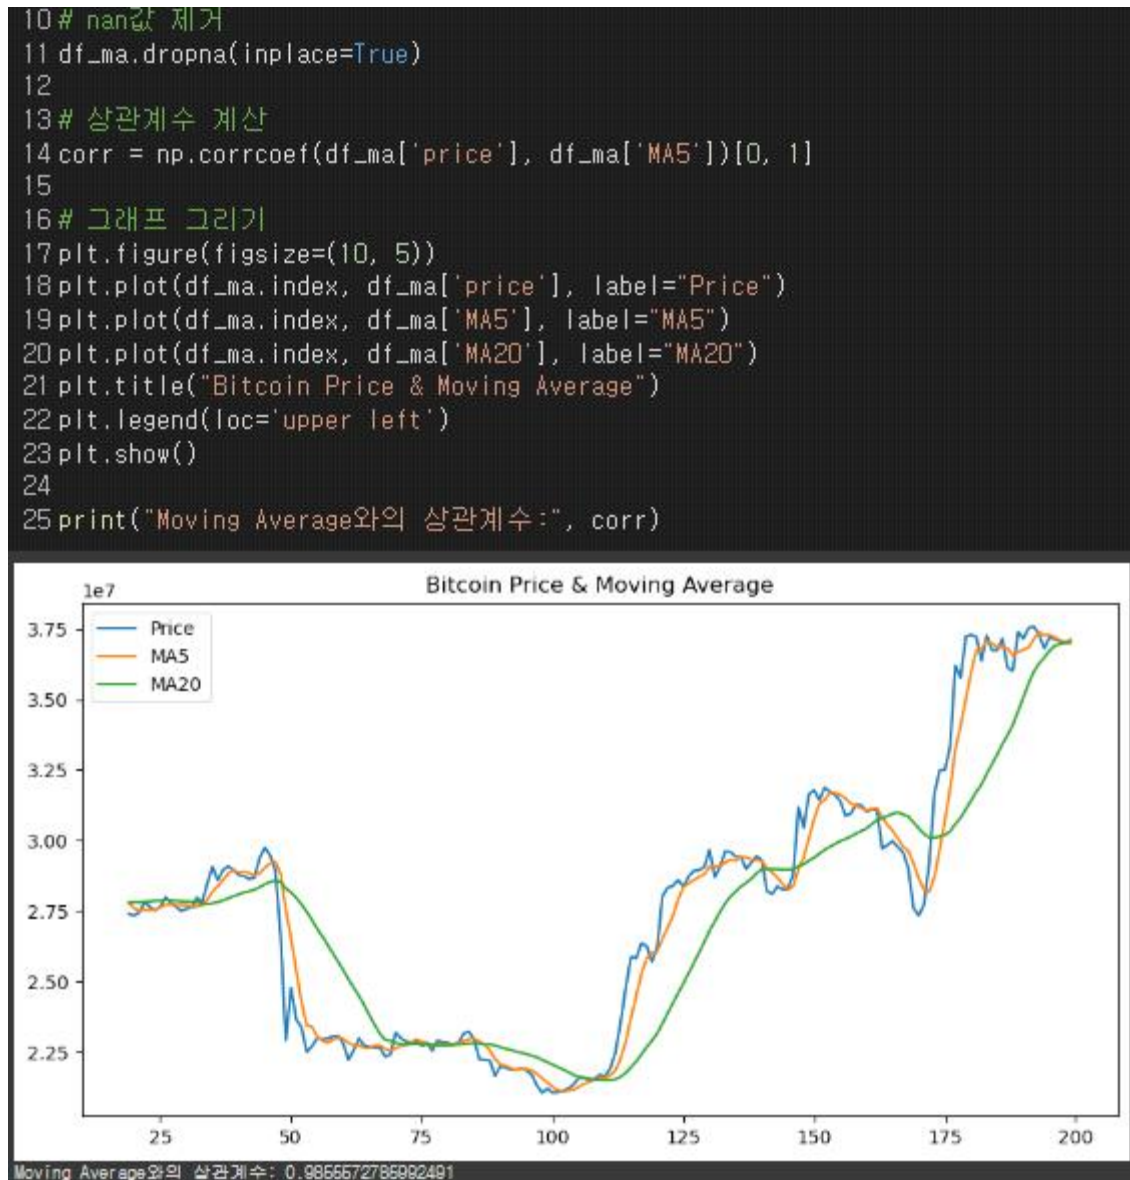 10 # nan값 제거
11 df_ma.dropna(inplace=True)
12
13 # 상관계수 계산
14 corr = np.corrcoef(df_ma['price'], df_ma['MA5'])[0, 1]
15
16 # 그래프 그리기
17 plt.figure(figsize=(10, 5))
18 plt.plot(df_ma.index, df_ma['price'], label="Price")
19 plt.plot(df_ma.index, df_ma['MA5'], label="MA5")
20 plt.plot(df_ma.index, df_ma['MA20'], label="MA20")
21 plt.title("Bitcoin Price & Moving Average")
22 plt.legend(loc='upper left')
23 plt.show()
24
25 print("Moving Average와의 상관계수:", corr)
Bitcoin Price & Moving Average
1e7
3.75
3.50
3.25
3.00
2.75
2.50
2.25
Price
MA5
MA20
25 50 75 100 125 150 175 200
Moving Average와의 상관계수: